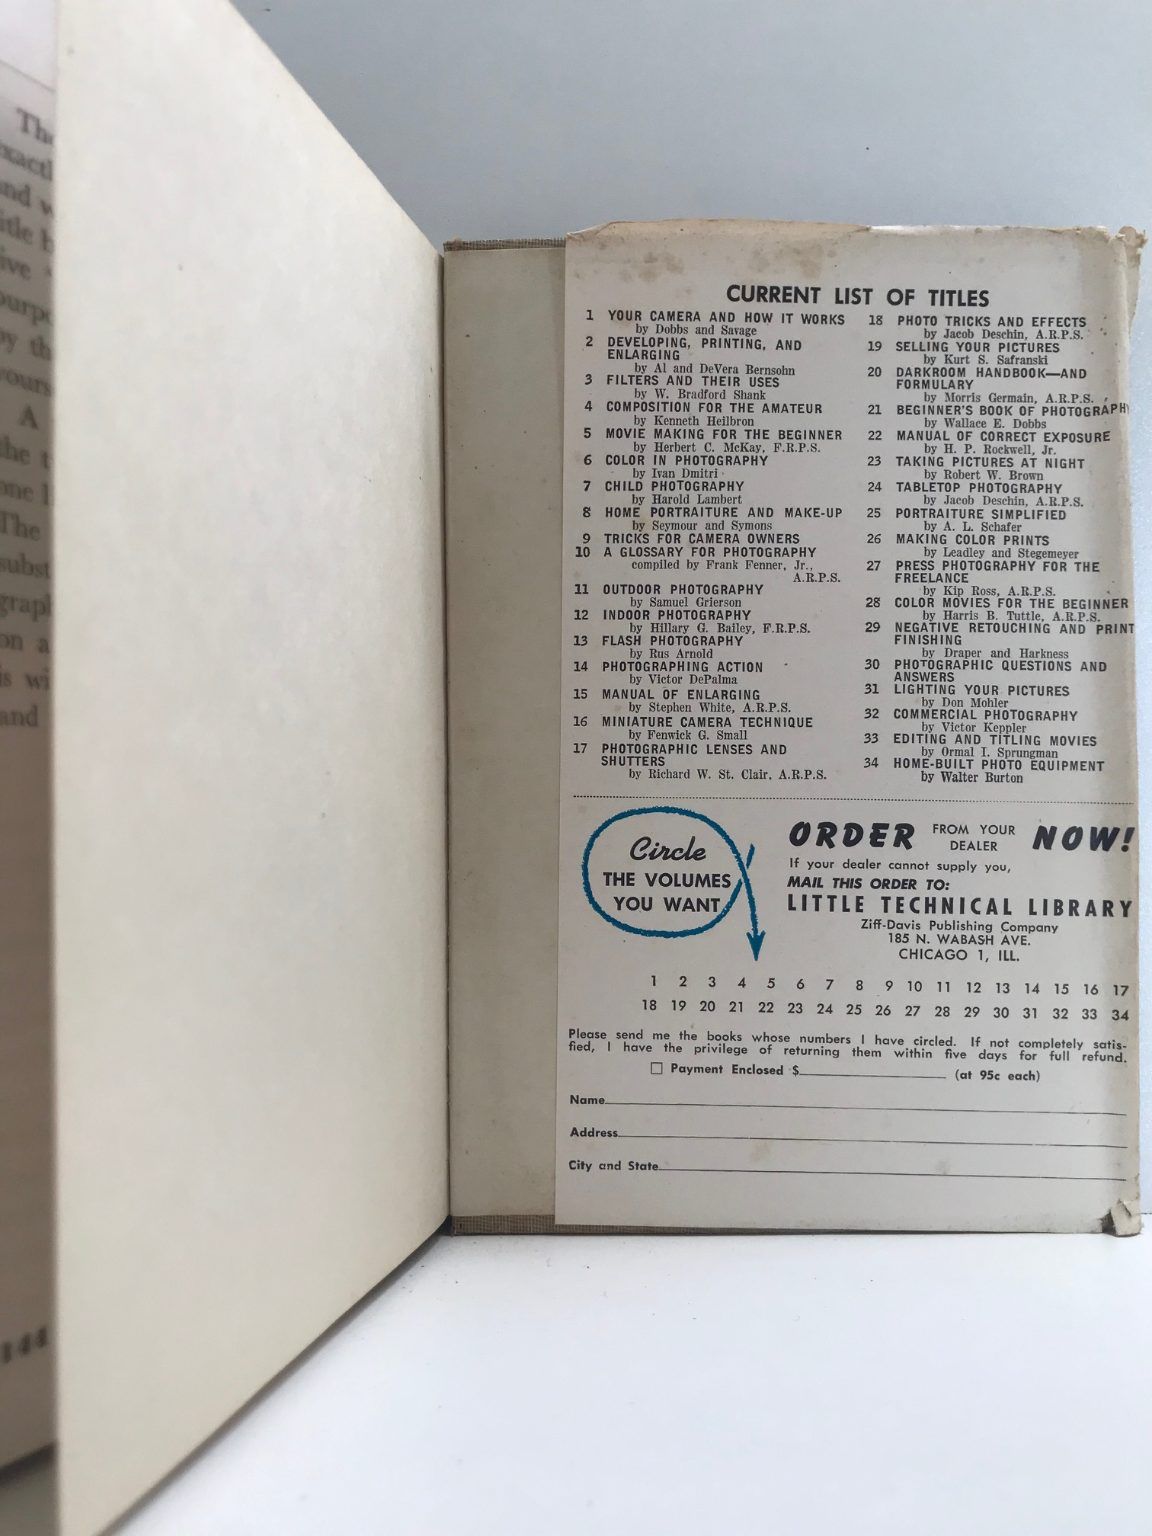 The
exactl
and w
title b
ive
purpo
by th
yours
A
the t
one l
The
subst
grap
on a
is wi
and
144
CURRENT LIST OF TITLES
1 YOUR CAMERA AND HOW IT WORKS
by Dobbs and Savage
2 DEVELOPING, PRINTING, AND
ENLARGING
by Al and DeVera Bernsohn
3 FILTERS AND THEIR USES
by W. Bradford Shank
4 COMPOSITION FOR THE AMATEUR
by Kenneth Heilbron
5 MOVIE MAKING FOR THE BEGINNER
by Herbert C. McKay, F.R.P.S.
6 COLOR IN PHOTOGRAPHY
by Ivan Dmitri
7 CHILD PHOTOGRAPHY
by Harold Lambert
8 HOME PORTRAITURE AND MAKE-UP
by Seymour and Symons
9 TRICKS FOR CAMERA OWNERS
10 A GLOSSARY FOR PHOTOGRAPHY
compiled by Frank Fenner, Jr.,
A.R.P.S.
11 OUTDOOR PHOTOGRAPHY
by Samuel Grierson
12 INDOOR PHOTOGRAPHY
by Hillary G. Bailey, F.R.P.S.
13 FLASH PHOTOGRAPHY
by Rus Arnold
14 PHOTOGRAPHING ACTION
by Victor DePalma
15 MANUAL OF ENLARGING
by Stephen White, A.R.P.S.
16 MINIATURE CAMERA TECHNIQUE
by Fenwick G. Small
17 PHOTOGRAPHIC LENSES AND
SHUTTERS
by Richard W. St. Clair, A.R.P.S.
18 PHOTO TRICKS AND EFFECTS
by Jacob Deschin, A.R.P.S.
19 SELLING YOUR PICTURES
by Kurt S. Safranski
20 DARKROOM HANDBOOK—AND
FORMULARY
by Morris Germain, A.R.P.S.
21 BEGINNER'S BOOK OF PHOTOGRAPHY
by Wallace E. Dobbs
22 MANUAL OF CORRECT EXPOSURE
by H. P. Rockwell, Jr.
23 TAKING PICTURES AT NIGHT
by Robert W. Brown
24 TABLETOP PHOTOGRAPHY
by Jacob Deschin, A.R.P.S.
25 PORTRAITURE SIMPLIFIED
by A. L. Schafer
26 MAKING COLOR PRINTS
by Leadley and Stegemeyer
27 PRESS PHOTOGRAPHY FOR THE
FREELANCE
by Kip Ross, A.R.P.S.
28 COLOR MOVIES FOR THE BEGINNER
by Harris B. Tuttle, A.R.P.S.
29 NEGATIVE RETOUCHING AND PRINT
FINISHING
by Draper and Harkness
30 PHOTOGRAPHIC QUESTIONS AND
ANSWERS
31 LIGHTING YOUR PICTURES
by Don Mohler
32 COMMERCIAL PHOTOGRAPHY
by Victor Keppler
33 EDITING AND TITLING MOVIES
by Ormal I. Sprungman
34 HOME-BUILT PHOTO EQUIPMENT
by Walter Burton
Circle
THE VOLUMES
YOU WANT
ORDER FROM YOUR DEALER NOW!
If your dealer cannot supply you,
MAIL THIS ORDER TO:
LITTLE TECHNICAL LIBRARY
Ziff-Davis Publishing Company
185 N. WABASH AVE.
CHICAGO 1, ILL.
1 2 3 4 5 6 7 8 9 10 11 12 13 14 15 16 17
18 19 20 21 22 23 24 25 26 27 28 29 30 31 32 33 34
Please send me the books whose numbers I have circled. If not completely satis-
fied, I have the privilege of returning them within five days for full refund.
☐ Payment Enclosed $ (at 95c each)
Name
Address
City and State